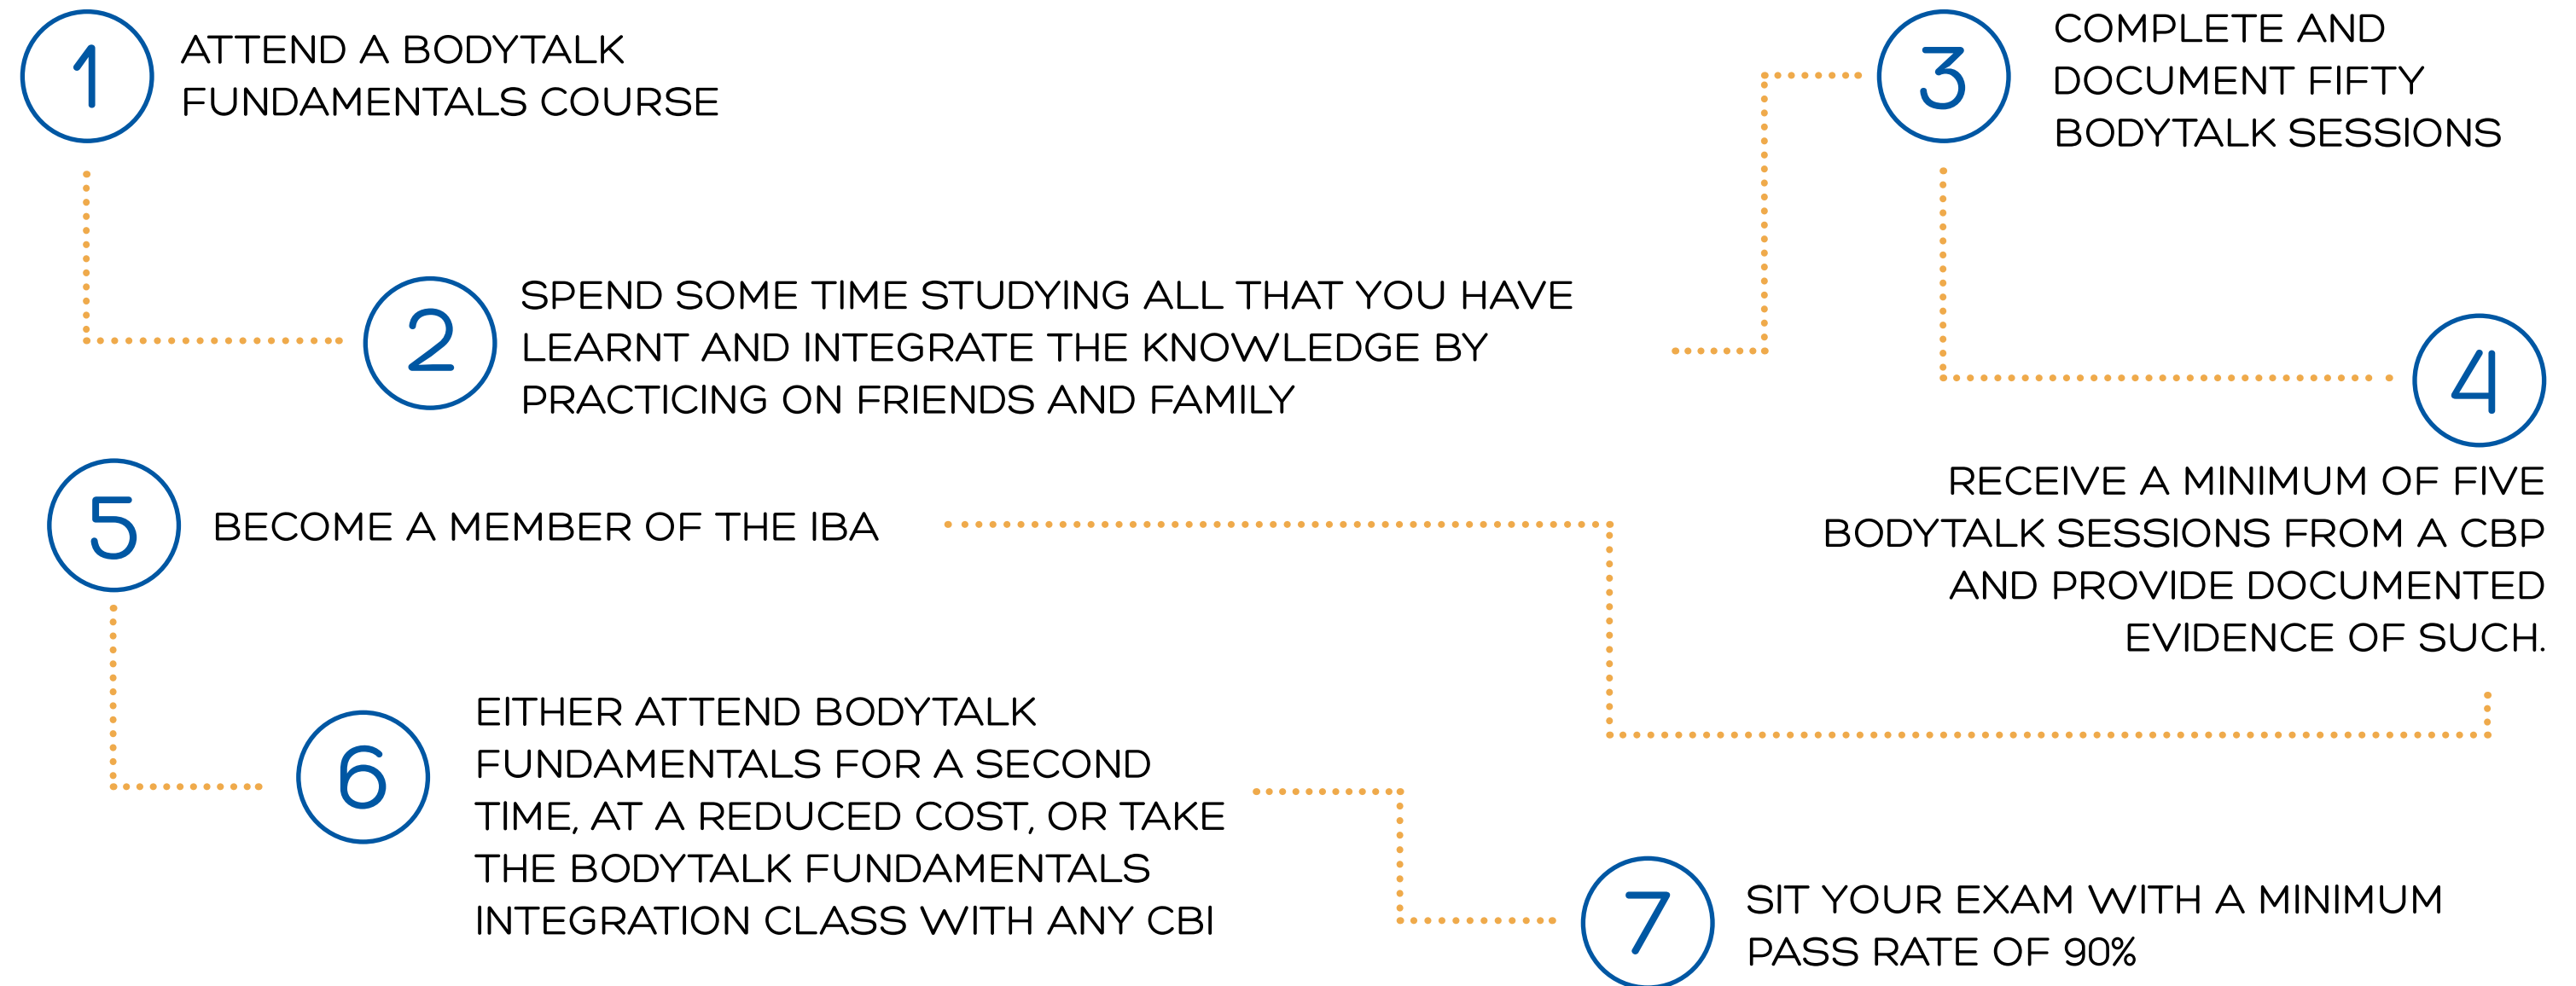 1
ATTEND A BODYTALK
FUNDAMENTALS COURSE
2
SPEND SOME TIME STUDYING ALL THAT YOU HAVE
LEARNT AND INTEGRATE THE KNOWLEDGE BY
PRACTICING ON FRIENDS AND FAMILY
3
COMPLETE AND
DOCUMENT FIFTY
BODYTALK SESSIONS
4
RECEIVE A MINIMUM OF FIVE
BODYTALK SESSIONS FROM A CBP
AND PROVIDE DOCUMENTED
EVIDENCE OF SUCH.
5
BECOME A MEMBER OF THE IBA
6
EITHER ATTEND BODYTALK
FUNDAMENTALS FOR A SECOND
TIME, AT A REDUCED COST, OR TAKE
THE BODYTALK FUNDAMENTALS
INTEGRATION CLASS WITH ANY CBI
7
SIT YOUR EXAM WITH A MINIMUM
PASS RATE OF 90%